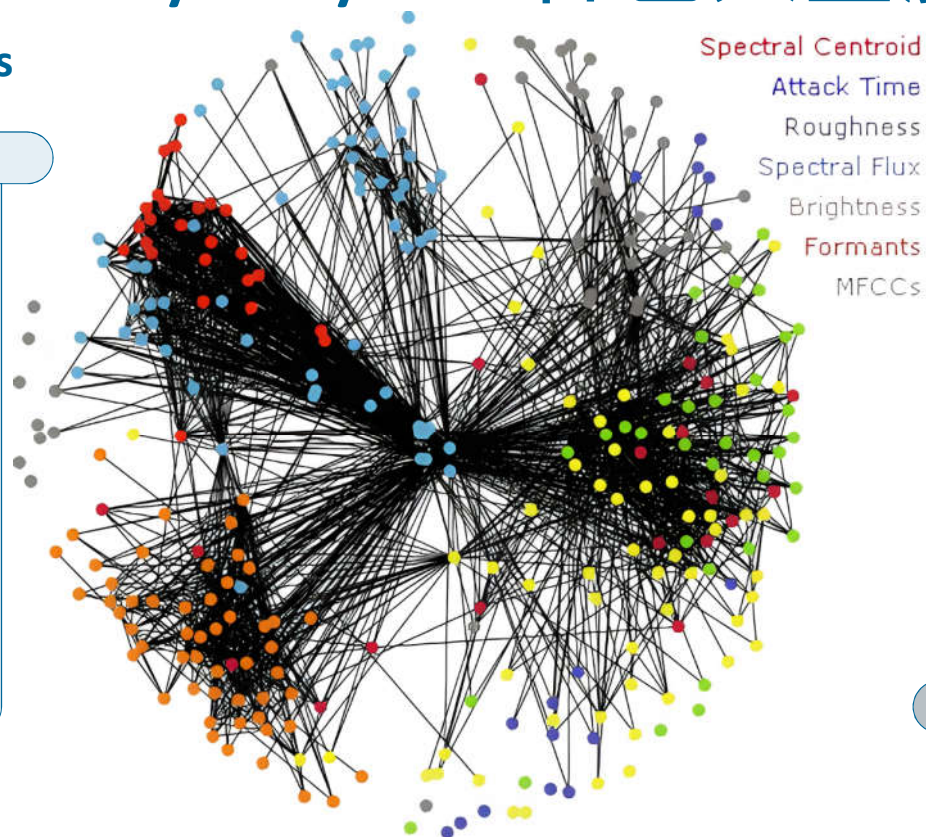 s
Spectral Centroid
Attack Time
Roughness
Spectral Flux
Brightness
Formants
MFCCs